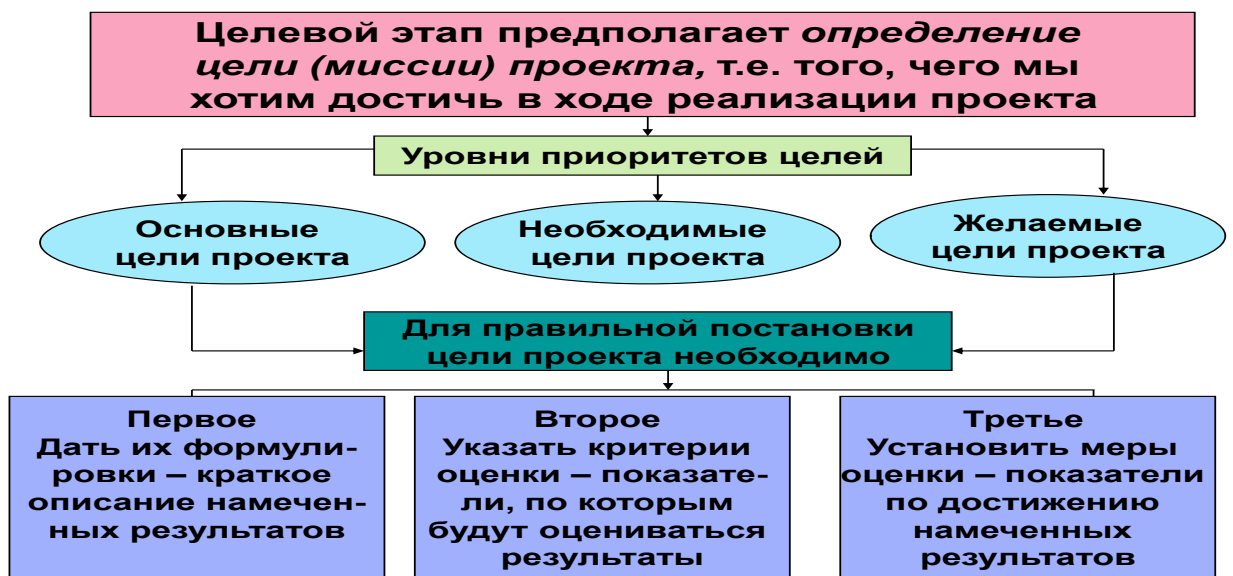 Целевой этап предполагает определение
цели (миссии) проекта, т.е. того, чего мы
хотим достичь в ходе реализации проекта
Уровни приоритетов целей
Основные
цели проекта
Необходимые
цели проекта
Желаемые
цели проекта
Для правильной постановки
цели проекта необходимо
Первое
Дать их формули-
ровки – краткое
описание намечен-
ных результатов
Второе
Указать критерии
оценки – показате-
ли, по которым
будут оцениваться
результаты
Третье
Установить меры
оценки – показатели
по достижению
намеченных
результатов